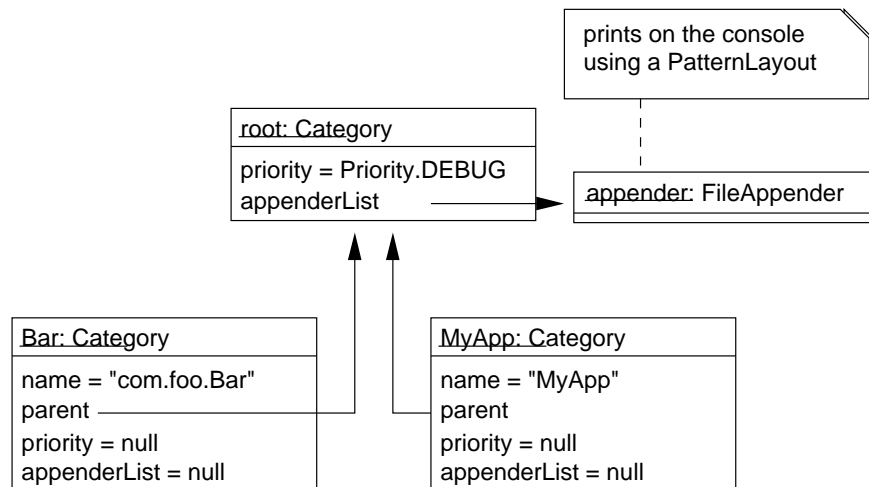 prints on the console
using a PatternLayout
root: Category
priority = Priority.DEBUG
appenderList
appender: FileAppender
Bar: Category
name = "com.foo.Bar"
parent
priority = null
appenderList = null
MyApp: Category
name = "MyApp"
parent
priority = null
appenderList = null